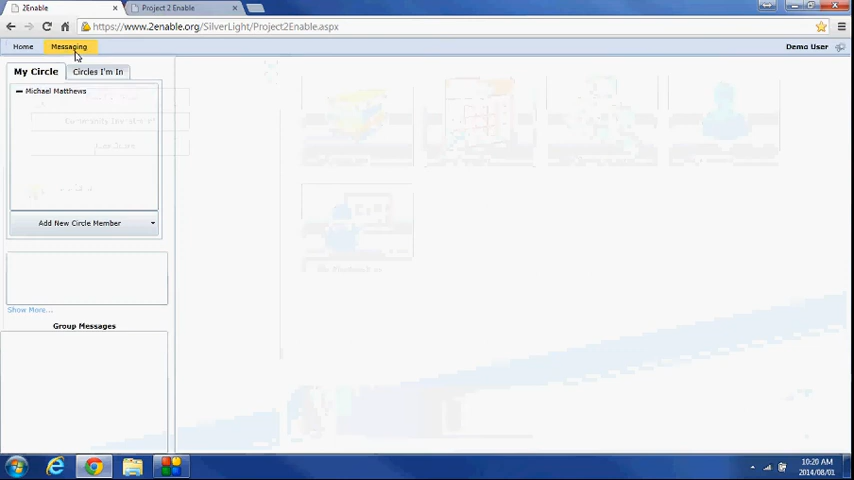 2Enable
Project 2 Enable
https://www.2enable.org/SilverLight/Project2Enable.aspx
Home
Messaging
Demo User
My Circle
Circles I'm In
Michael Matthews
Add New Circle Member
Show More...
Group Messages
10:20 AM
2014/08/01